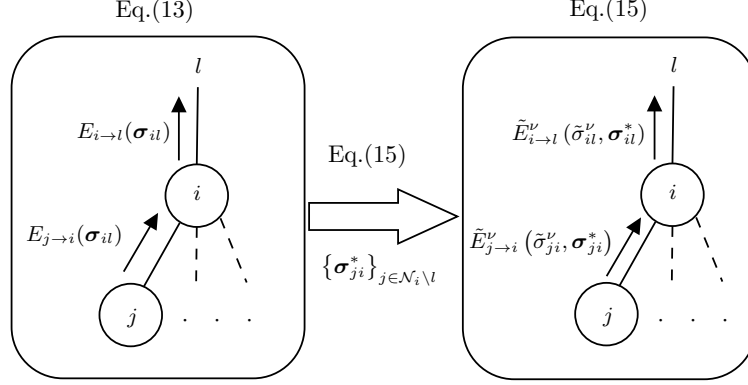 Eq.(13)
Eq.(15)
l
l
E_{i→l}(σ_{il})
Ẽ^ν_{i→l} (σ̃^ν_{il}, σ^*_{il})
Eq.(15)
i
i
E_{j→i}(σ_{il})
Ẽ^ν_{j→i} (σ̃^ν_{ji}, σ^*_{ji})
{σ^*_{ji}}_{j∈𝒩_i\l}
j . . .
j . . .